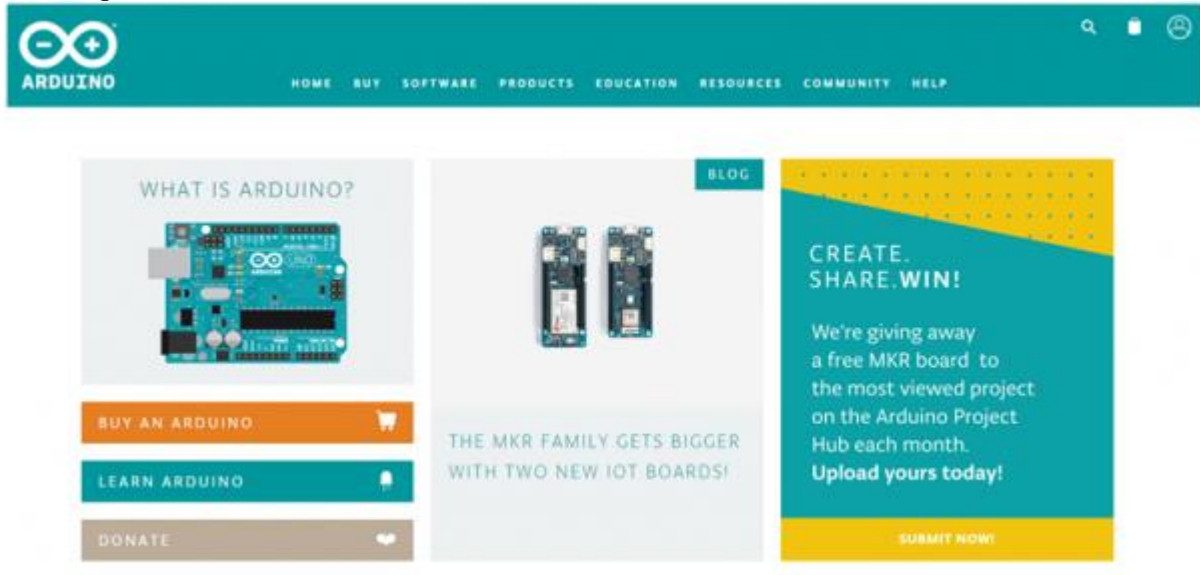 ARDUINO
HOME BUY SOFTWARE PRODUCTS EDUCATION RESOURCES COMMUNITY HELP
WHAT IS ARDUINO?
UNO
ARDUINO
BUY AN ARDUINO
LEARN ARDUINO
DONATE
BLOG
THE MKR FAMILY GETS BIGGER
WITH TWO NEW IOT BOARDS!
CREATE.
SHARE.WIN!
We're giving away
a free MKR board to
the most viewed project
on the Arduino Project
Hub each month.
Upload yours today!
SUBMIT NOW!